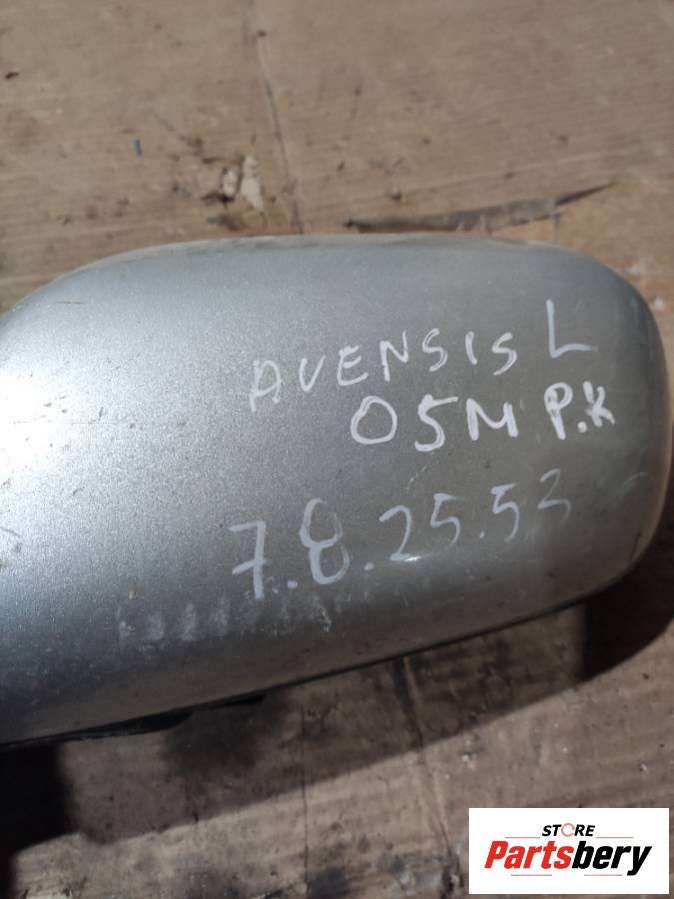 AVENSIS L
05M P.K
7.8.25.53
STORE
Partsbery